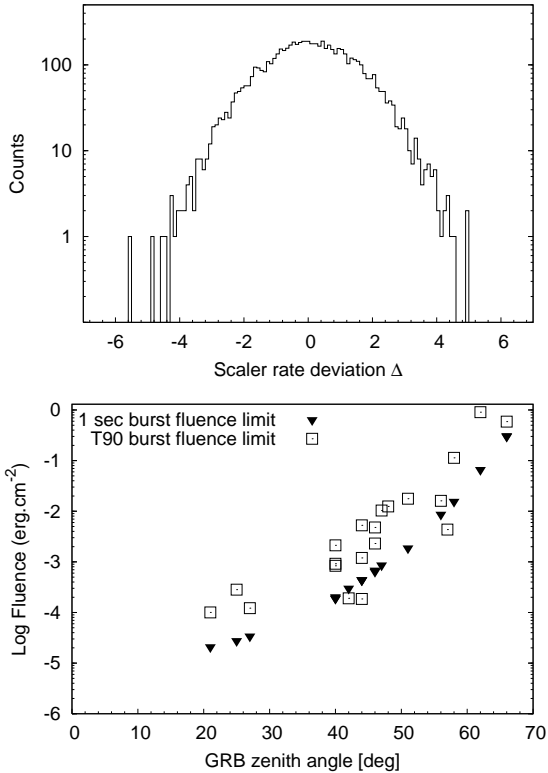 100
10
1
Counts
-6 -4 -2 0 2 4 6
Scaler rate deviation Δ
0
-1
-2
-3
-4
-5
-6
Log Fluence (erg.cm-2)
1 sec burst fluence limit
T90 burst fluence limit
0 10 20 30 40 50 60 70
GRB zenith angle [deg]